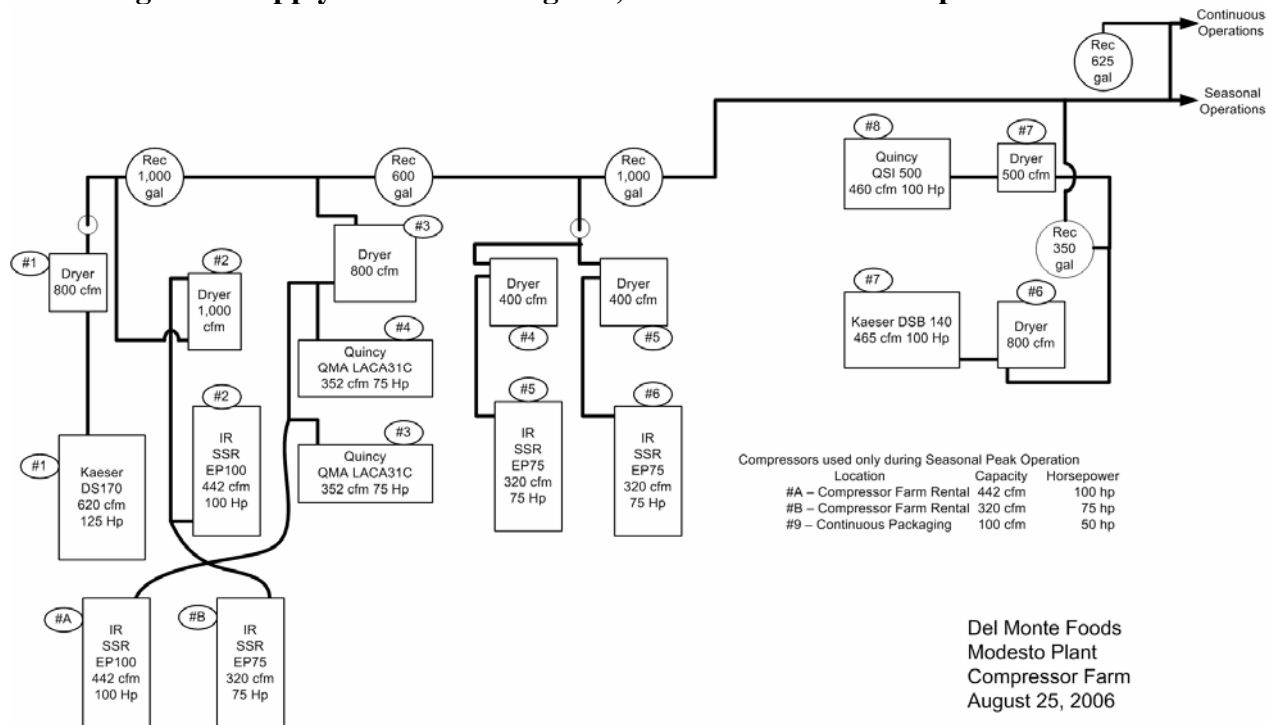 Continuous
Operations
Rec
625
gal
Seasonal
Operations
#8
Quincy
QSI 500
460 cfm 100 Hp
#7
Dryer
500 cfm
Rec
1,000
gal
Rec
600
gal
Rec
1,000
gal
#3
Dryer
800 cfm
Rec
350
gal
#1
Dryer
800 cfm
#2
Dryer
1,000
cfm
Dryer
400 cfm
#4
Dryer
400 cfm
#5
#7
Kaeser DSB 140
465 cfm 100 Hp
#6
Dryer
800 cfm
#4
Quincy
QMA LACA31C
352 cfm 75 Hp
#2
IR
SSR
EP100
442 cfm
100 Hp
#5
IR
SSR
EP75
320 cfm
75 Hp
#6
IR
SSR
EP75
320 cfm
75 Hp
#3
Quincy
QMA LACA31C
352 cfm 75 Hp
#1
Kaeser
DS170
620 cfm
125 Hp
Compressors used only during Seasonal Peak Operation
Location Capacity Horsepower
#A – Compressor Farm Rental 442 cfm 100 hp
#B – Compressor Farm Rental 320 cfm 75 hp
#9 – Continuous Packaging 100 cfm 50 hp
#A
IR
SSR
EP100
442 cfm
100 Hp
#B
IR
SSR
EP75
320 cfm
75 Hp
Del Monte Foods
Modesto Plant
Compressor Farm
August 25, 2006